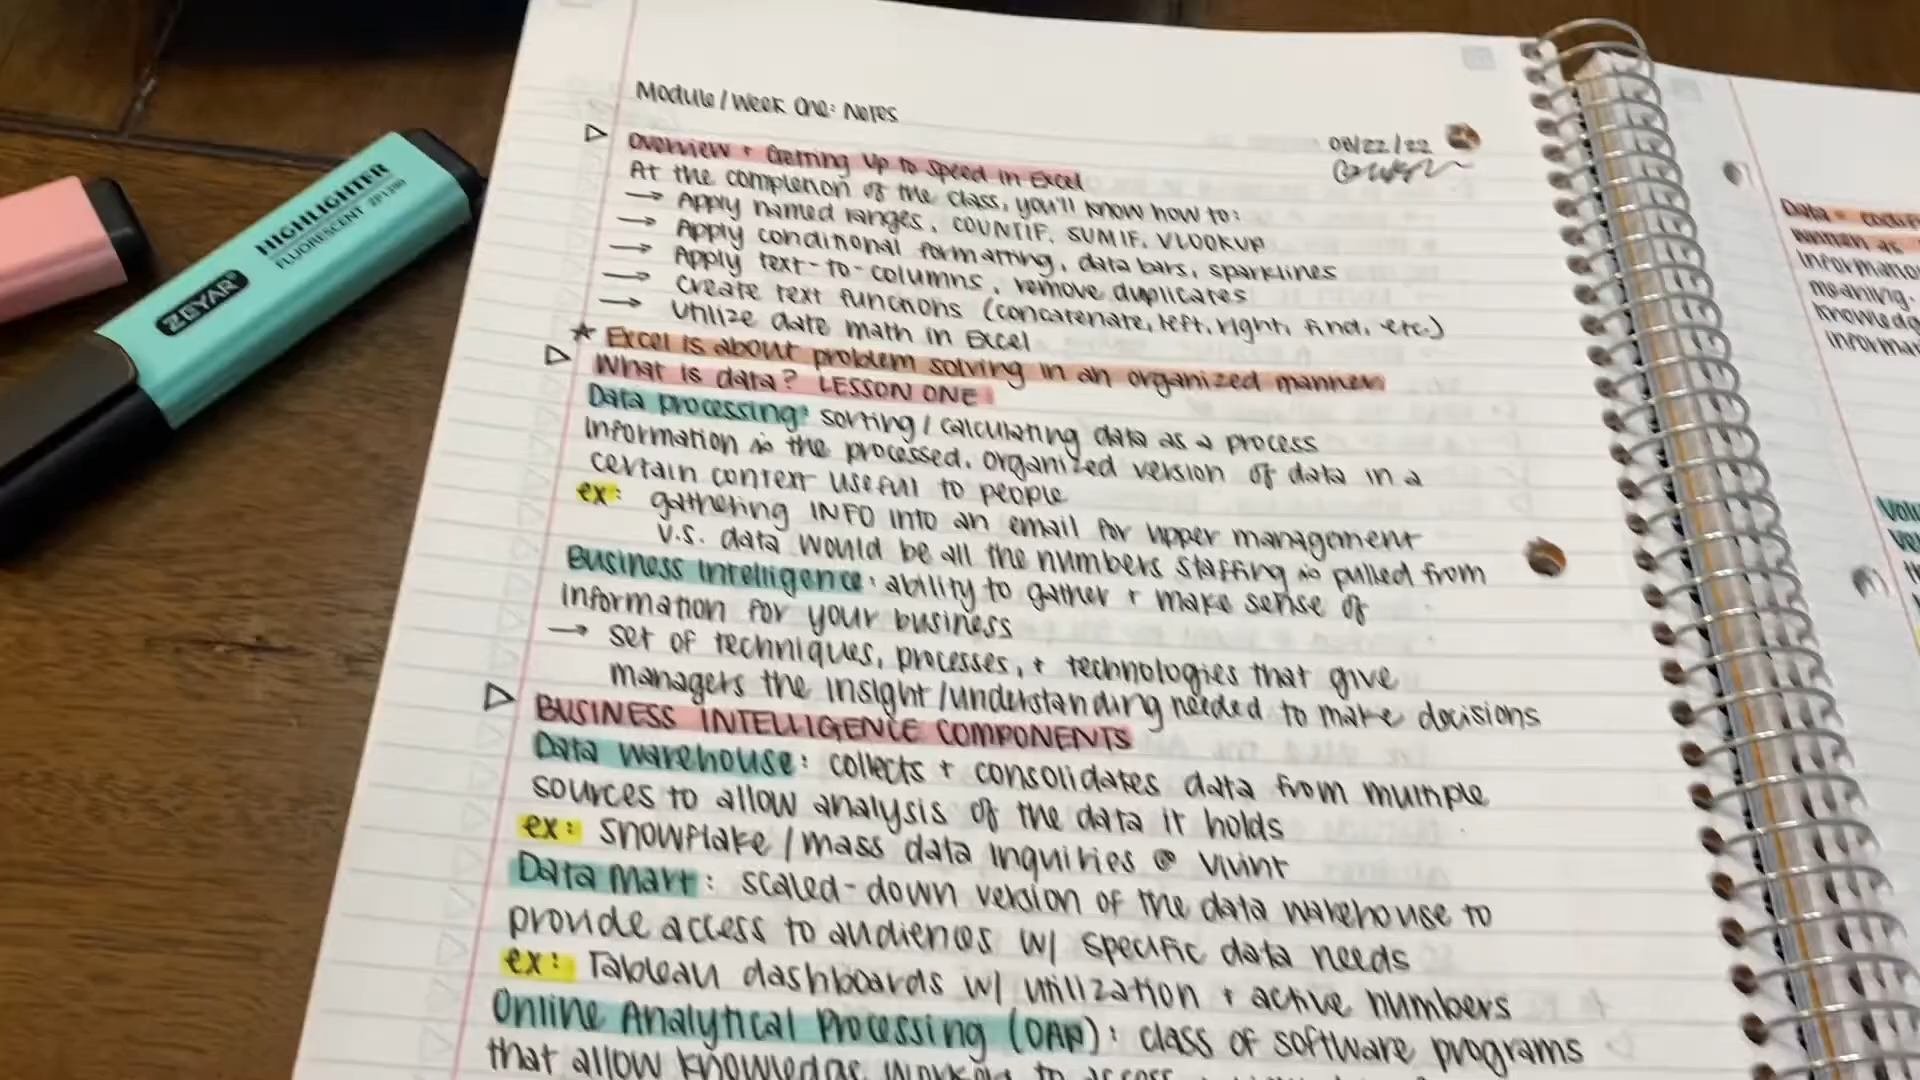 Module / Week One: Notes
08/22/22
▷ Overview + Getting Up to Speed in Excel
At the completion of the class, you'll know how to:
→ Apply named ranges, COUNTIF, SUMIF, VLOOKUP
→ Apply conditional formatting, data bars, sparklines
→ Apply text-to-columns, remove duplicates
→ Create text functions (concatenate, left, right, find, etc.)
→ Utilize date math in Excel
★ Excel is about problem solving in an organized manner
▷ What is data? LESSON ONE
Data processing: sorting / calculating data as a process
Information is the processed, organized version of data in a
certain context useful to people
ex: gathering INFO into an email for upper management
v.s. data would be all the numbers staffing is pulled from
Business Intelligence: ability to gather + make sense of
information for your business
→ set of techniques, processes, + technologies that give
managers the insight/understanding needed to make decisions
▷ BUSINESS INTELLIGENCE COMPONENTS
Data warehouse: collects + consolidates data from multiple
sources to allow analysis of the data it holds
ex: snowflake / mass data inquiries @ Vivint
Data Mart: scaled-down version of the data warehouse to
provide access to audiences w/ specific data needs
ex: Tableau dashboards w/ utilization + active numbers
Online Analytical Processing (OAP): class of software programs
that allow knowledge workers to access
Data =
known as
meaning.
HIGHLIGHTER
FLUORESCENT
ZEYAR®